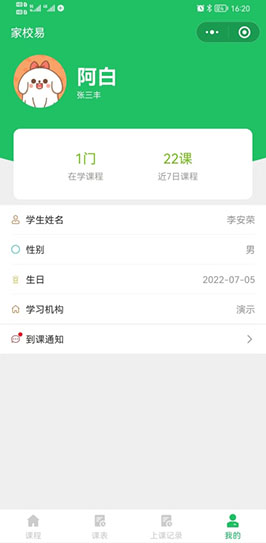 16:20
家校易
阿白
张三丰
1门 22课
在学课程 近7日课程
学生姓名 李安荣
性别 男
生日 2022-07-05
学习机构 演示
到课通知
课程 课表 上课记录 我的